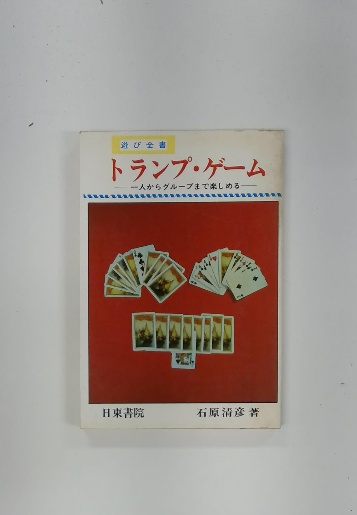 遊び全書
トランプ・ゲーム
一人からグループまで楽しめる
日東書院 石原清彦著